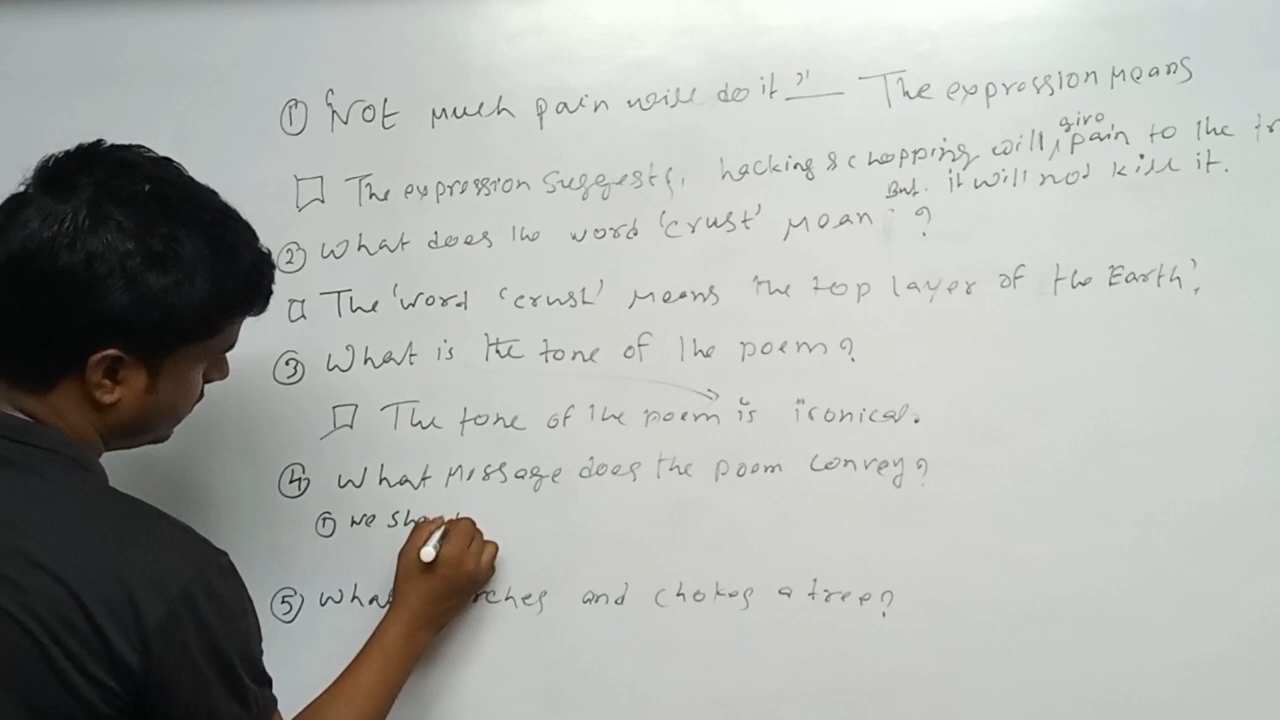 ① "Not much pain will do it" — The expression means
□ The expression suggests, hacking & chopping will give pain to the
But it will not kill it.
② What does the word 'crust' mean?
□ The 'word 'crust' means the top layer of the Earth.
③ What is the tone of the poem?
□ The tone of the poem is ironical.
④ What message does the poem convey?
① we
⑤ and chokes a tree?